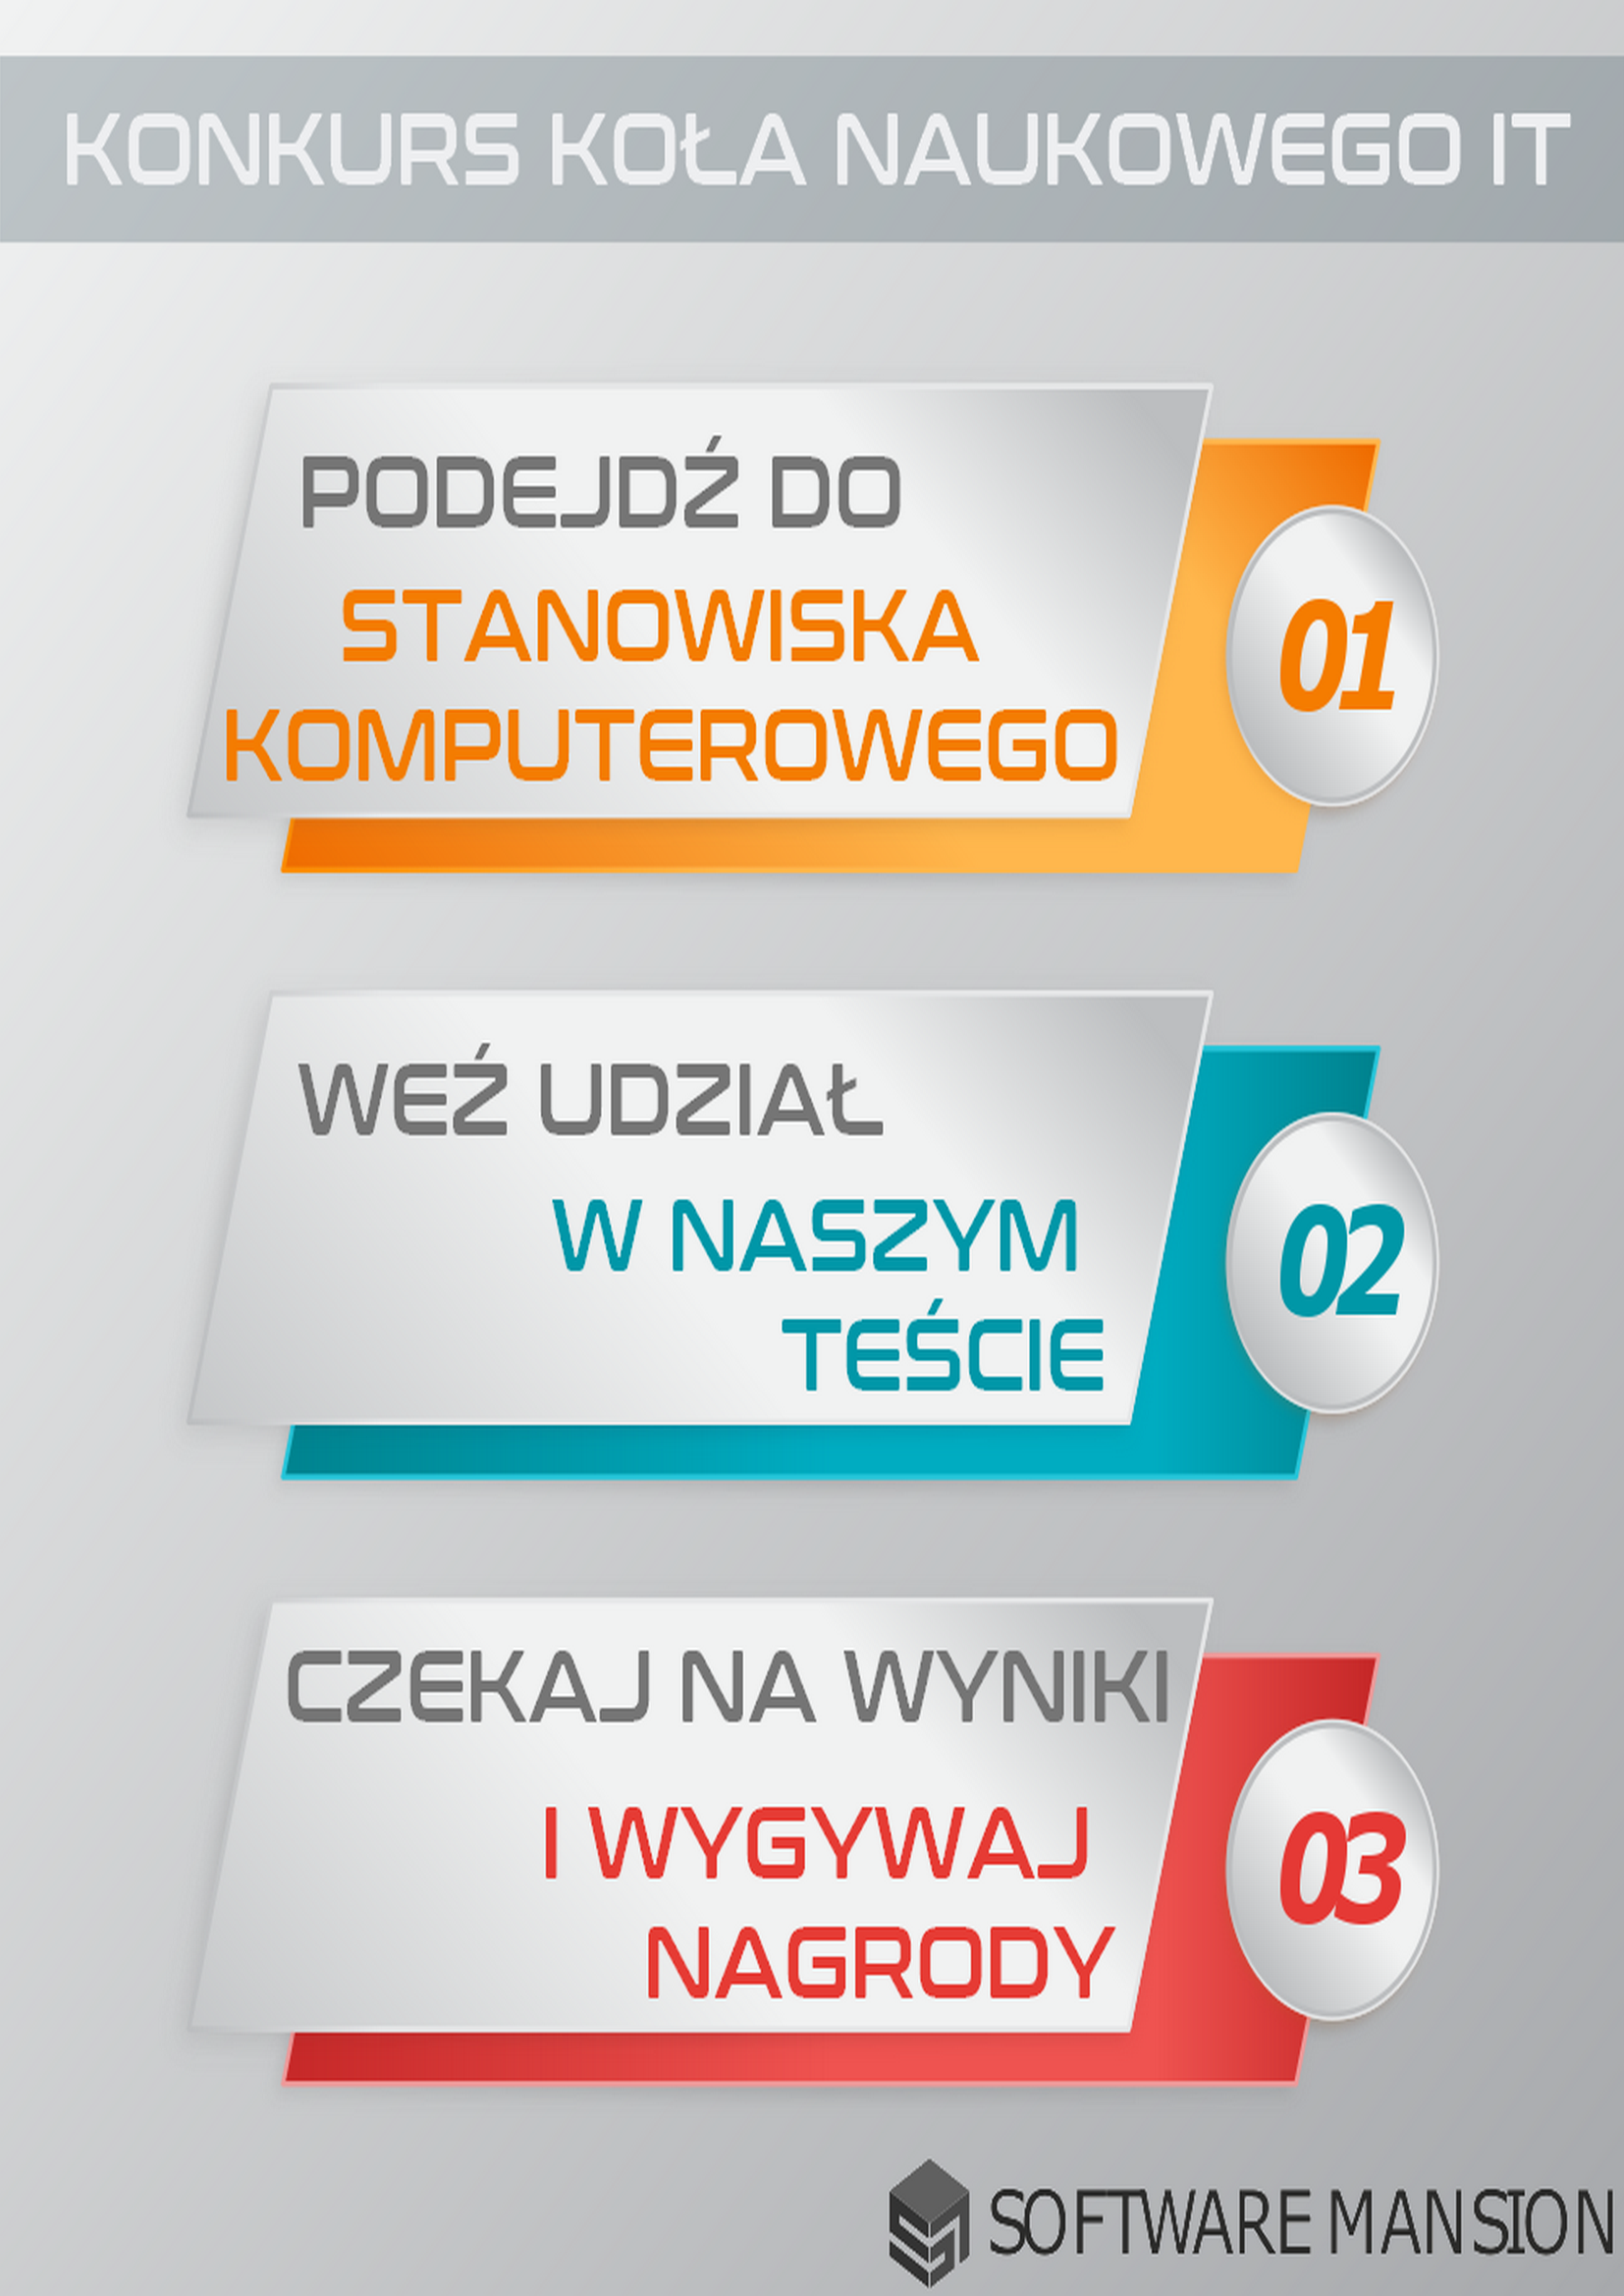 KONKURS KOŁA NAUKOWEGO IT
PODEJDŹ DO
STANOWISKA
KOMPUTEROWEGO
01
WEŹ UDZIAŁ
W NASZYM
TEŚCIE
02
CZEKAJ NA WYNIKI
I WYGYWAJ
NAGRODY
03
SOFTWARE MANSION